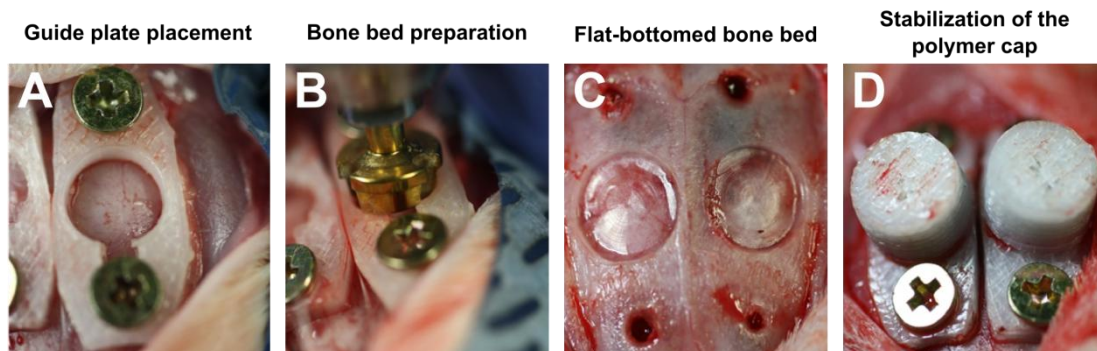 Guide plate placement
Bone bed preparation
Flat-bottomed bone bed
Stabilization of the
polymer cap
A
B
C
D